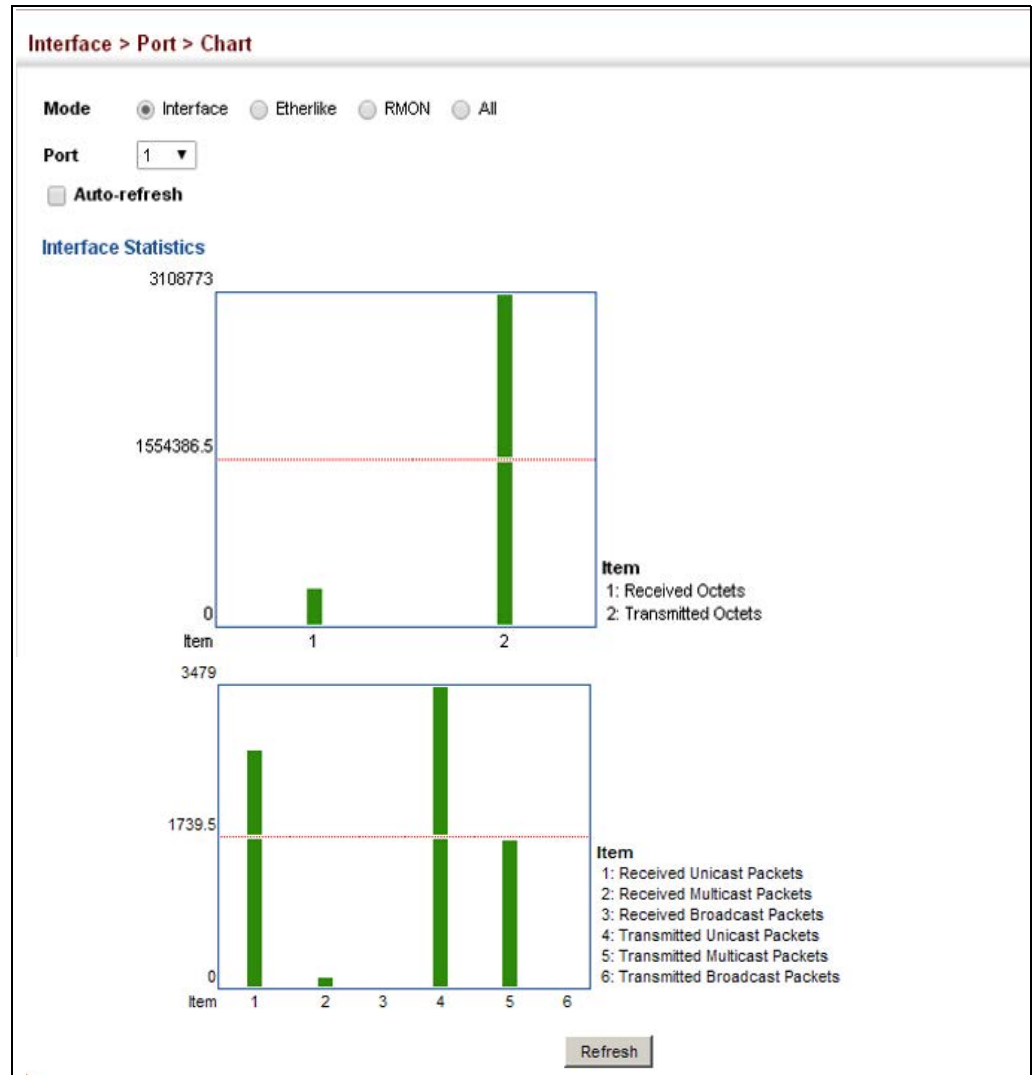 Interface > Port > Chart
Mode Interface Etherlike RMON All
Port 1
Auto-refresh
Interface Statistics
3108773
1554386.5
0
Item 1 2
Item
1: Received Octets
2: Transmitted Octets
3479
1739.5
0
Item 1 2 3 4 5 6
Item
1: Received Unicast Packets
2: Received Multicast Packets
3: Received Broadcast Packets
4: Transmitted Unicast Packets
5: Transmitted Multicast Packets
6: Transmitted Broadcast Packets
Refresh